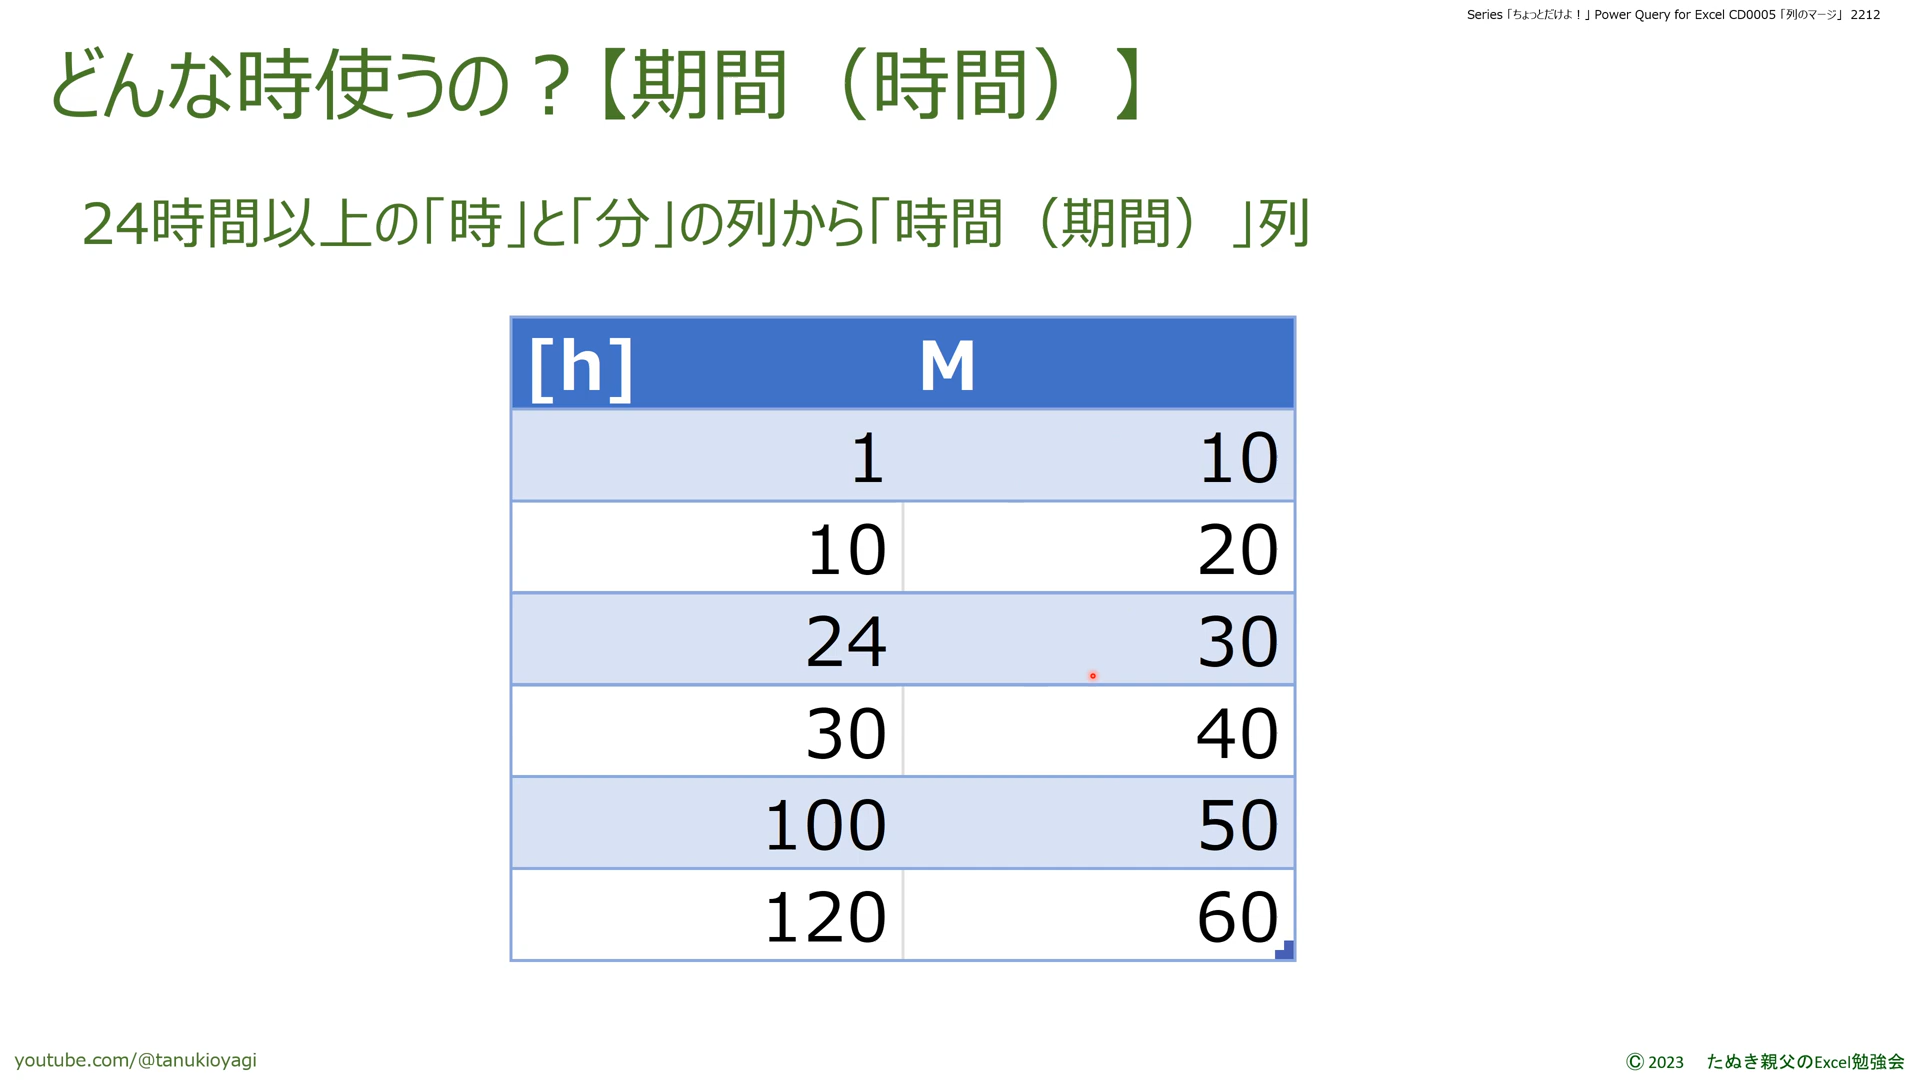 Series「ちょっとだけよ！」Power Query for Excel CD0005「列のマージ」 2212
どんな時使うの？【期間（時間）】
24時間以上の「時」と「分」の列から「時間（期間）」列
[h] M
1 10
10 20
24 30
30 40
100 50
120 60
youtube.com/@tanukioyagi
Ⓒ 2023 たぬき親父のExcel勉強会